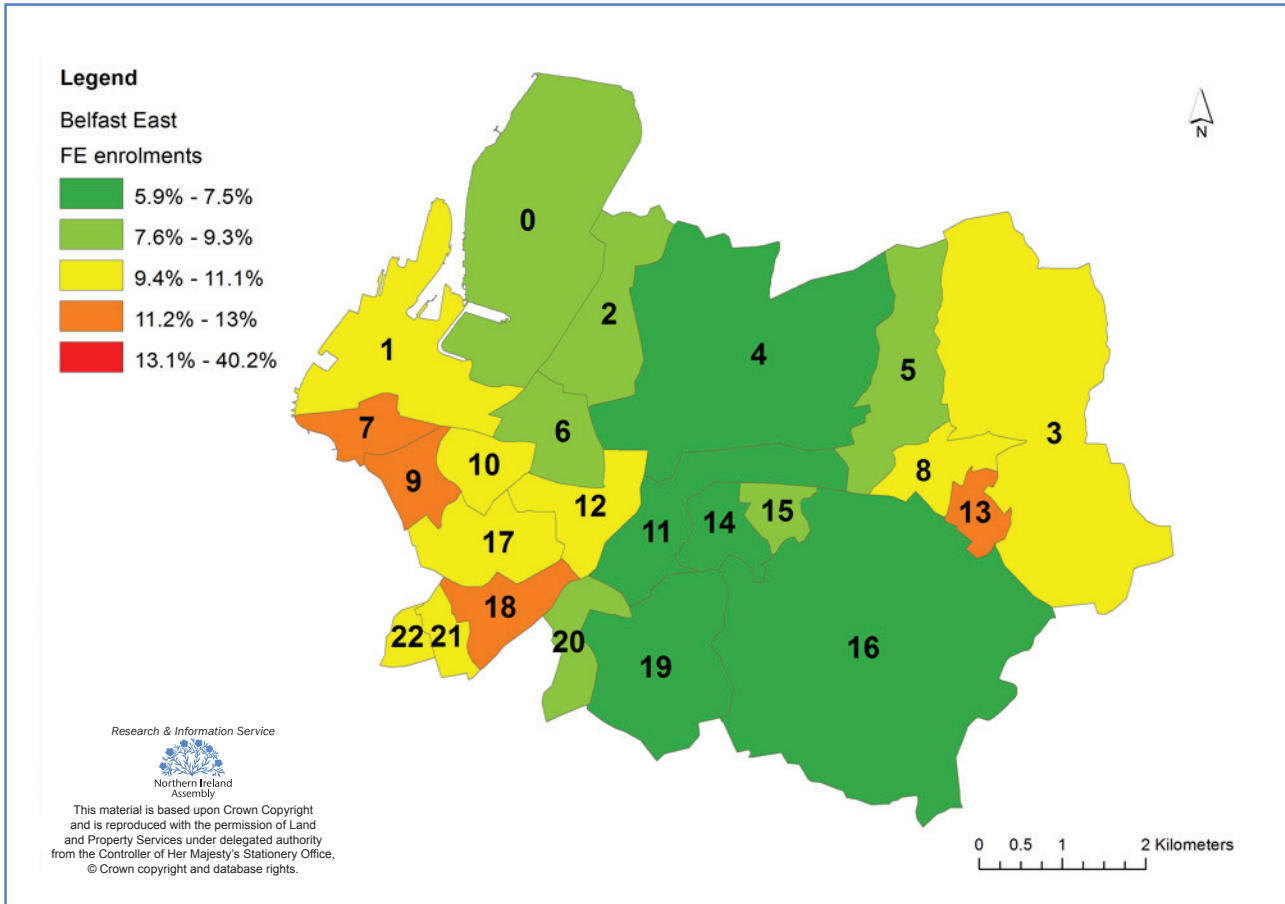 Legend
Belfast East
FE enrolments
5.9% - 7.5%
7.6% - 9.3%
9.4% - 11.1%
11.2% - 13%
13.1% - 40.2%
N
0
1
2
3
4
5
6
7
8
9
10
11
12
13
14
15
16
17
18
19
20
21
22
Research & Information Service
Northern Ireland
Assembly
This material is based upon Crown Copyright
and is reproduced with the permission of Land
and Property Services under delegated authority
from the Controller of Her Majesty's Stationery Office,
© Crown copyright and database rights.
0 0.5 1 2 Kilometers